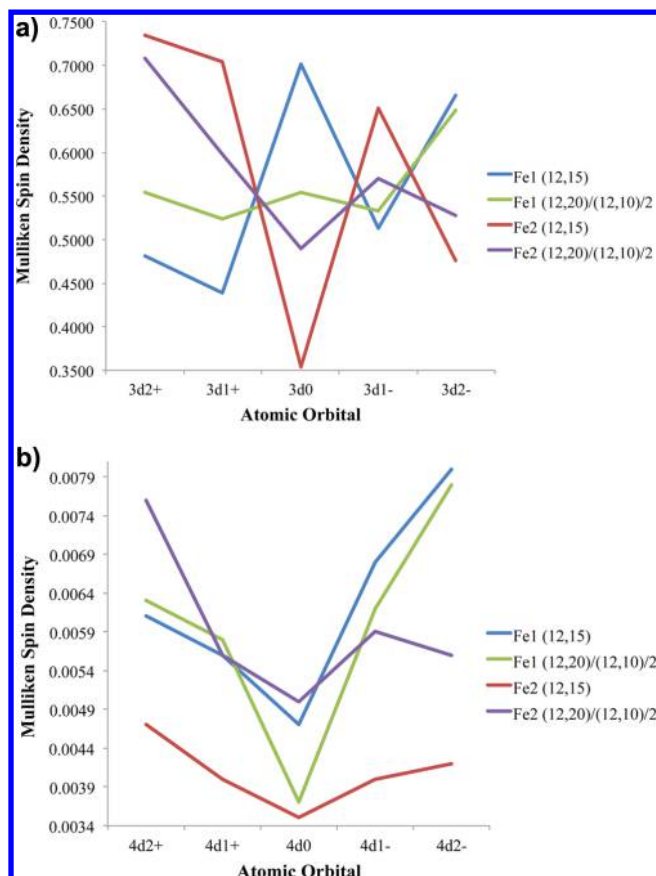 a)
0.7500
0.7000
0.6500
0.6000
0.5500
0.5000
0.4500
0.4000
0.3500
Mulliken Spin Density
3d2+ 3d1+ 3d0 3d1- 3d2-
Atomic Orbital
Fe1 (12,15)
Fe1 (12,20)/(12,10)/2
Fe2 (12,15)
Fe2 (12,20)/(12,10)/2
b)
0.0079
0.0074
0.0069
0.0064
0.0059
0.0054
0.0049
0.0044
0.0039
0.0034
Mulliken Spin Density
4d2+ 4d1+ 4d0 4d1- 4d2-
Atomic Orbital
Fe1 (12,15)
Fe1 (12,20)/(12,10)/2
Fe2 (12,15)
Fe2 (12,20)/(12,10)/2